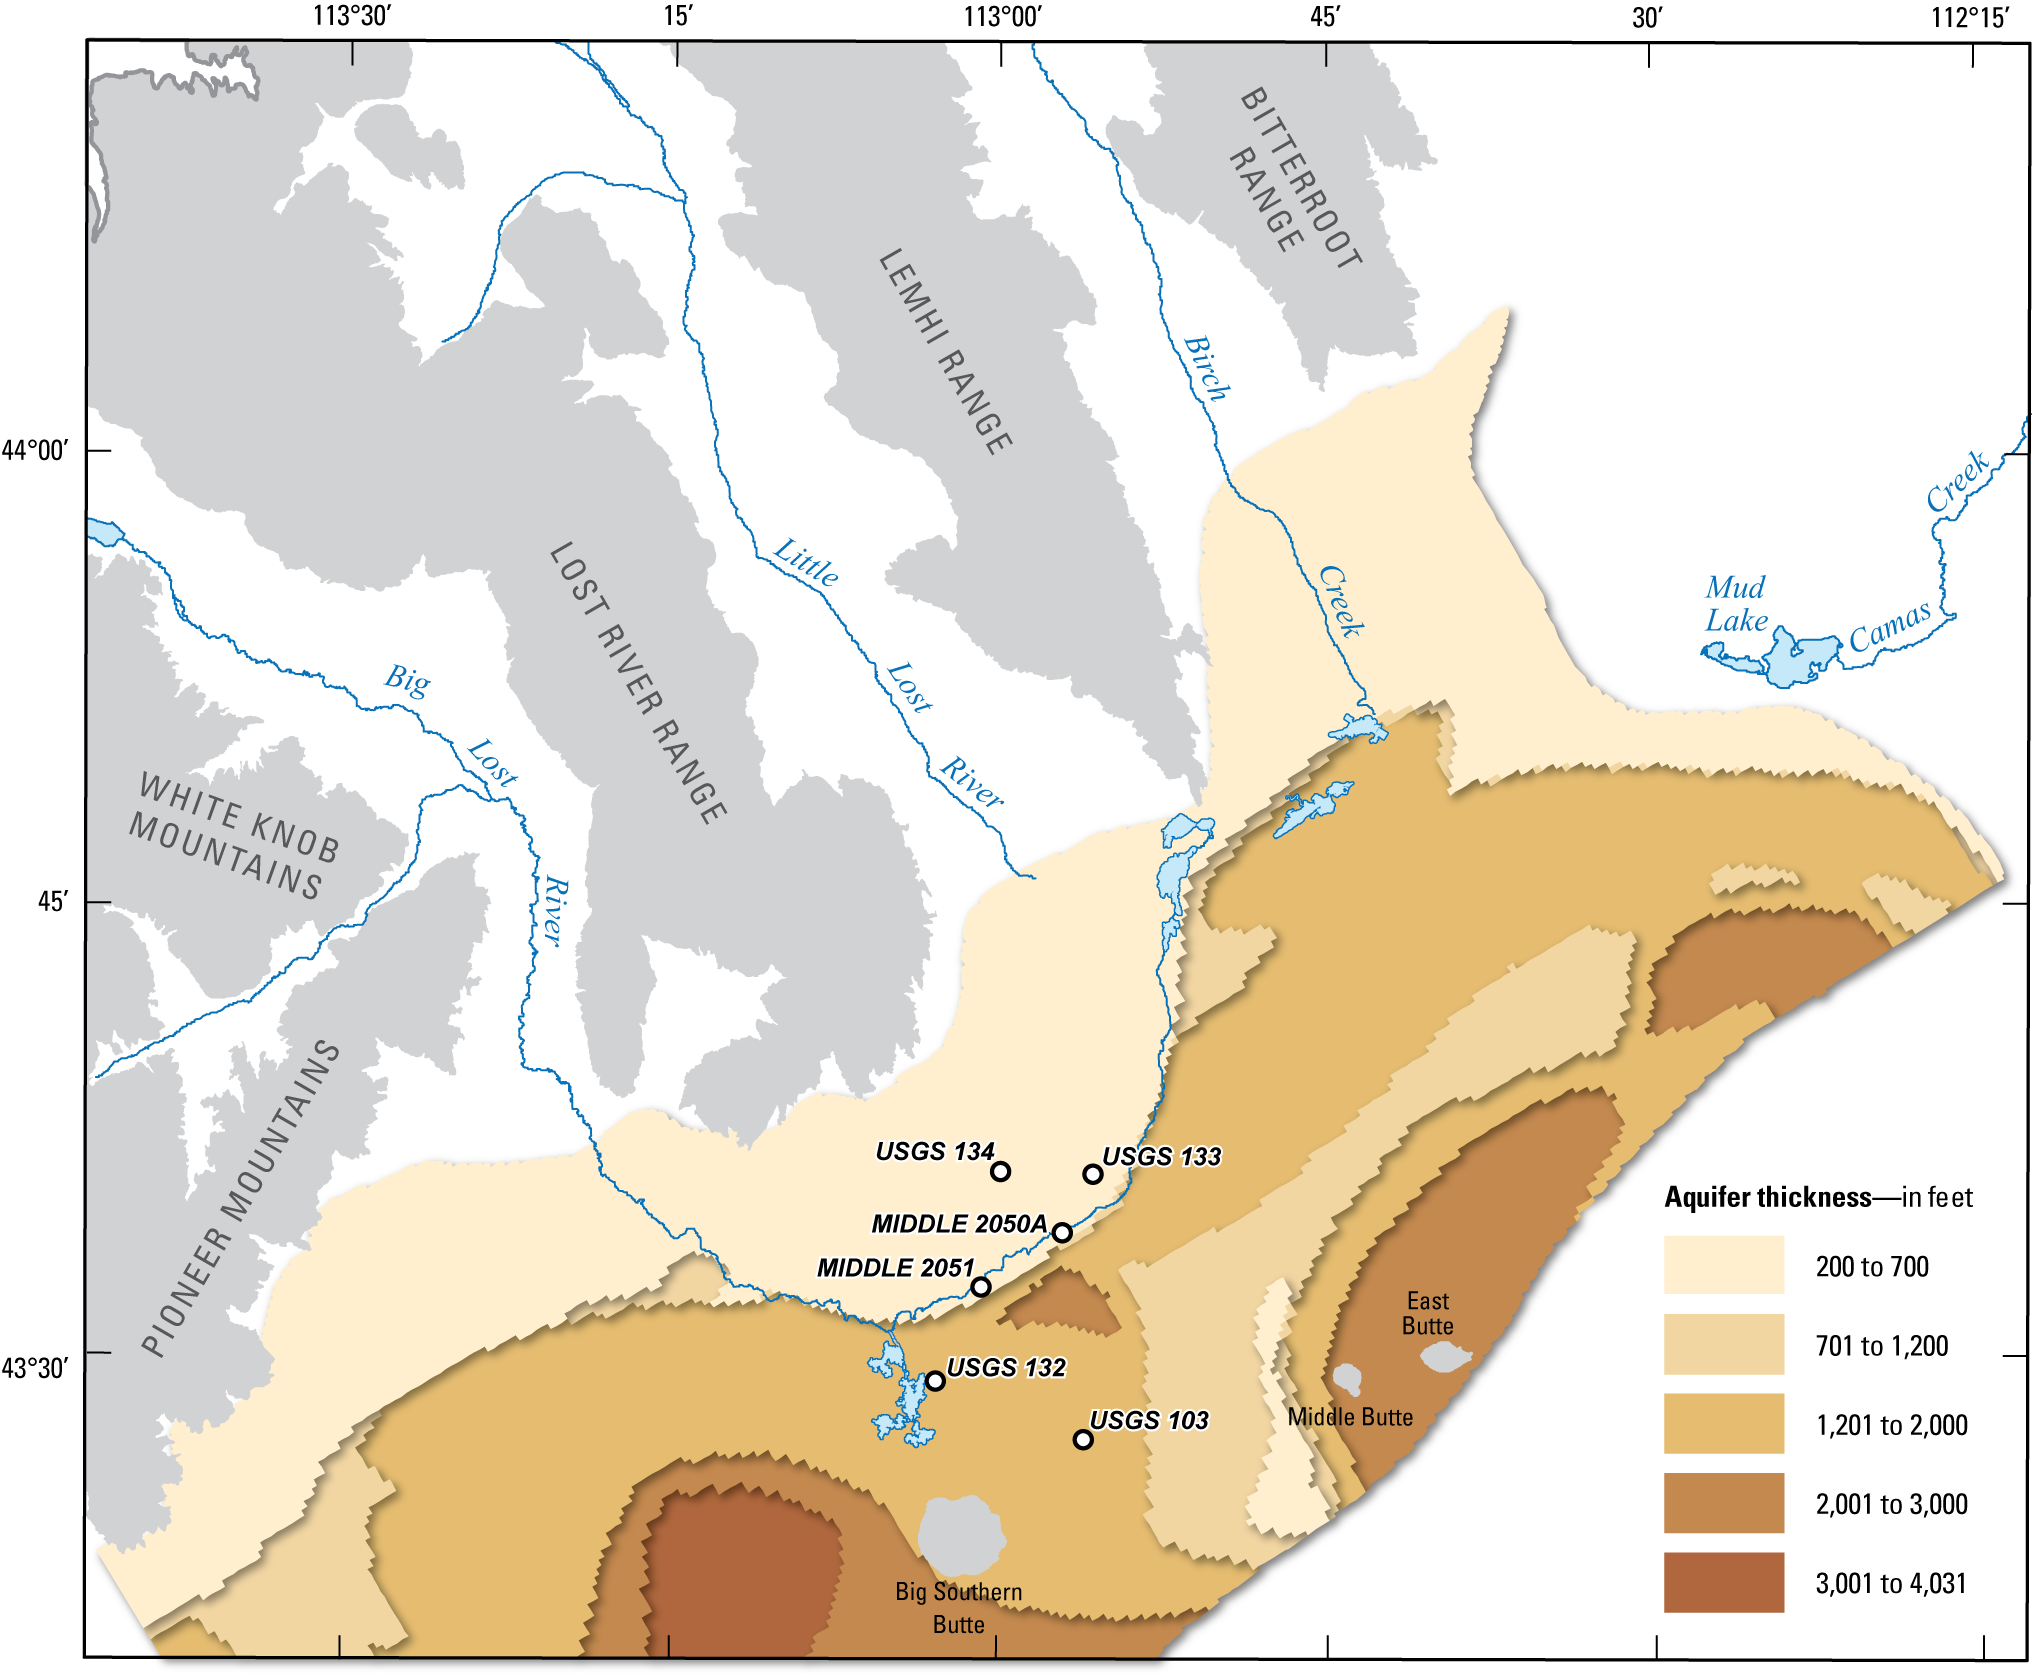 113°30′ 15′ 113°00′ 45′ 30′ 112°15′
BITTERROOT
RANGE
LEMHI RANGE
Birch
44°00′
Creek
LOST RIVER RANGE
Little
Creek
Mud
Lake
Camas
Big
Lost
Lost
River
WHITE KNOB
MOUNTAINS
45′
River
PIONEER MOUNTAINS
USGS 134
USGS 133
MIDDLE 2050A
MIDDLE 2051
Aquifer thickness—in feet
200 to 700
701 to 1,200
1,201 to 2,000
2,001 to 3,000
3,001 to 4,031
East
Butte
43°30′
USGS 132
Middle Butte
USGS 103
Big Southern
Butte